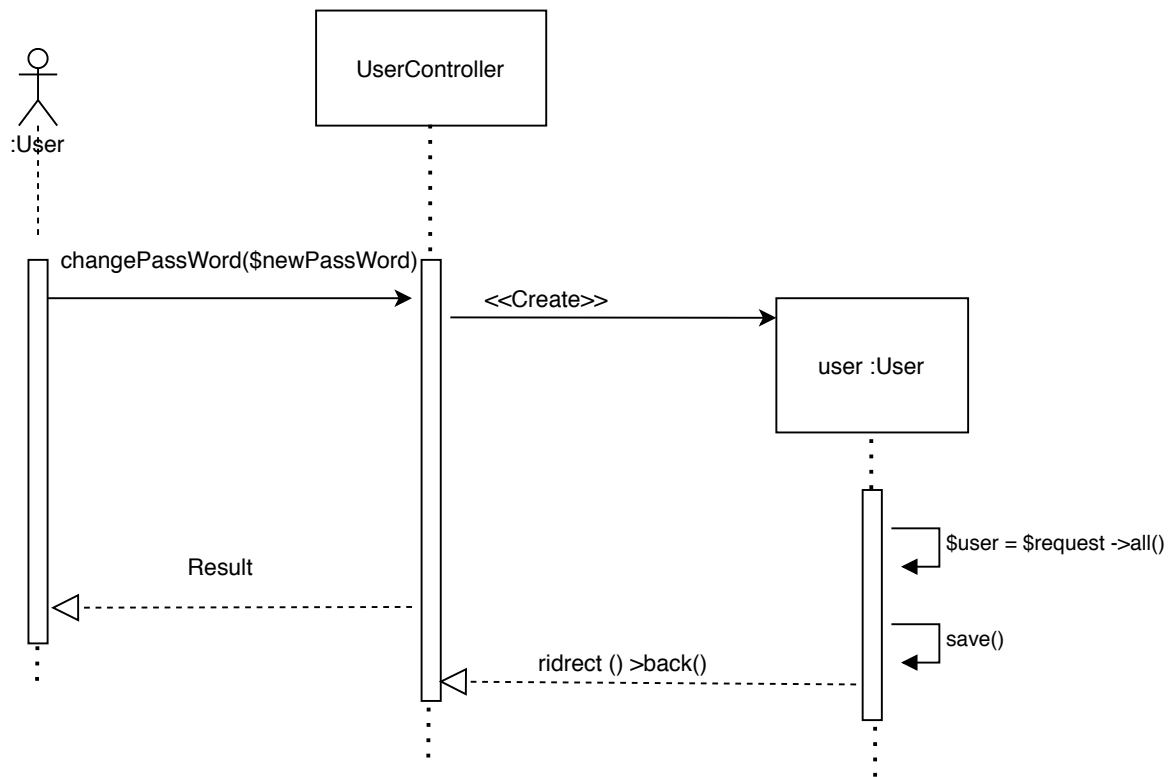 UserController
:User
changePassWord($newPassWord)
<<Create>>
user :User
$user = $request ->all()
Result
save()
ridrect () >back()